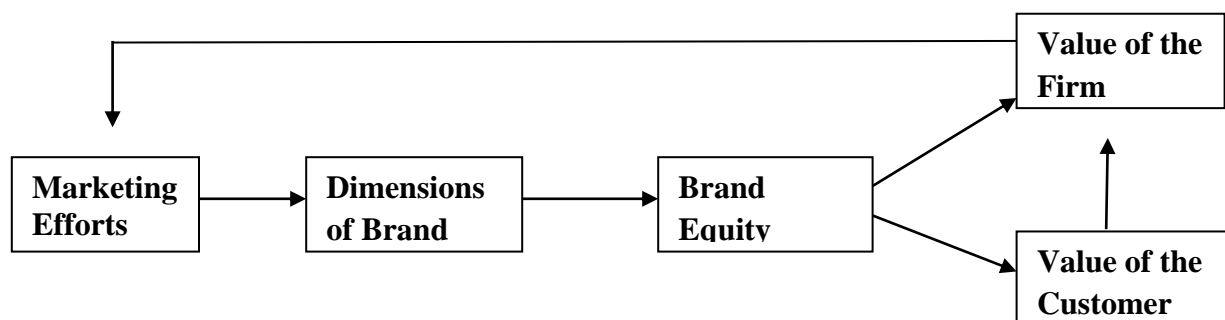 Value of the
Firm
Marketing
Efforts
Dimensions
of Brand
Brand
Equity
Value of the
Customer